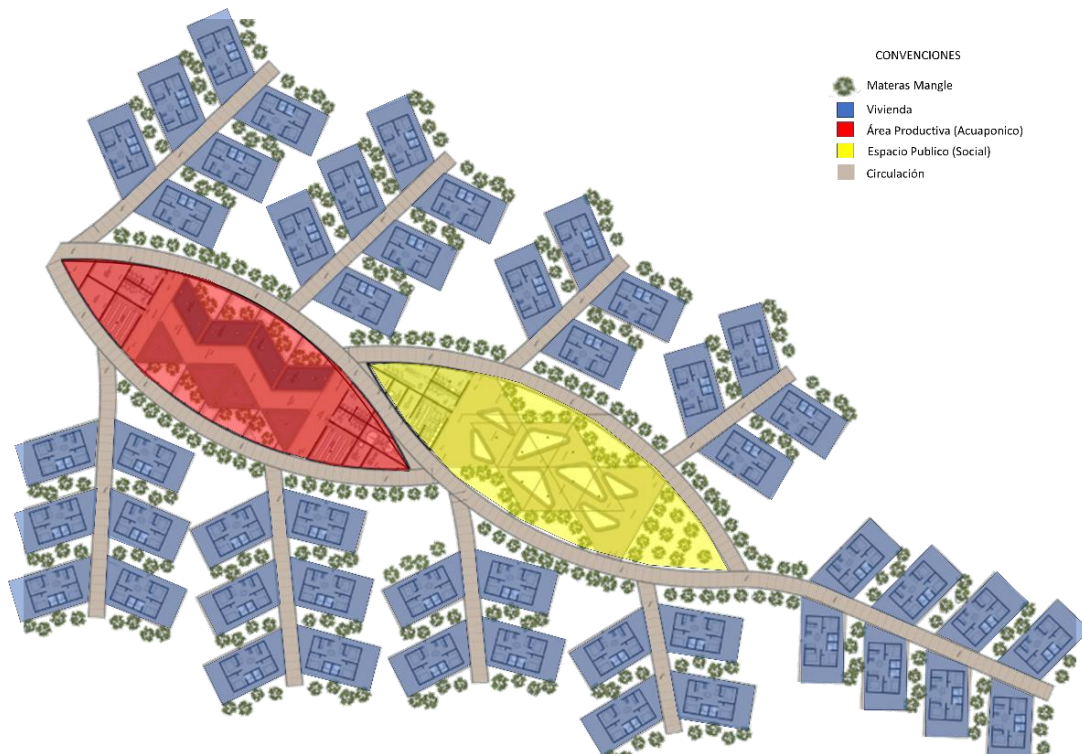 CONVENCIONES
Materas Mangle
Vivienda
Área Productiva (Acuaponico)
Espacio Publico (Social)
Circulación